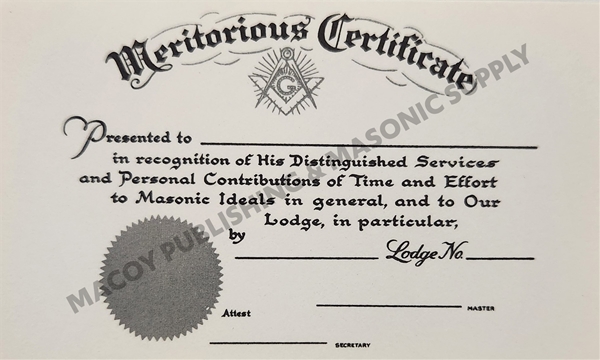 Meritorious Certificate
G
Presented to
in recognition of His Distinguished Services
and Personal Contributions of Time and Effort
to Masonic Ideals in general, and to Our
Lodge, in particular,
by
Lodge No.
Attest
MASTER
SECRETARY
MACOY PUBLISHING & MASONIC SUPPLY